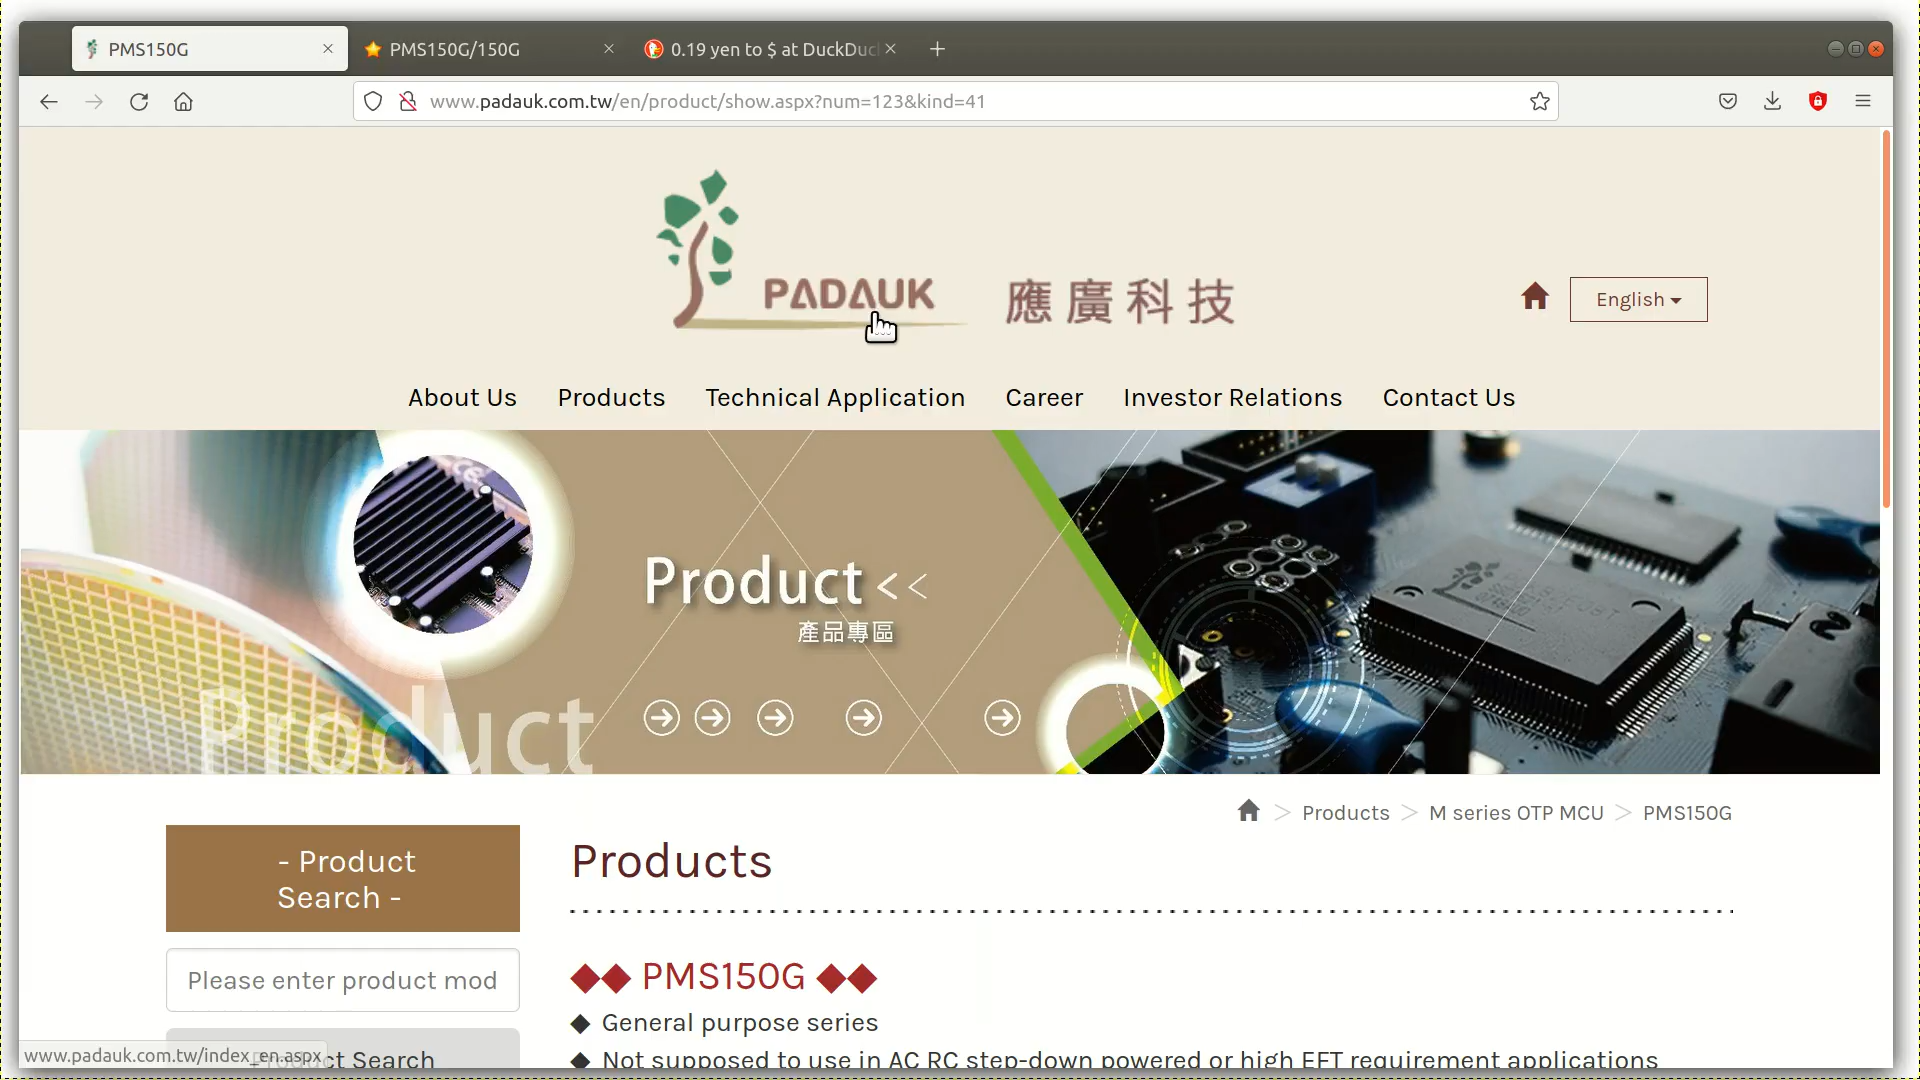 PMS150G
PMS150G/150G
0.19 yen to $ at DuckDuc
www.padauk.com.tw/en/product/show.aspx?num=123&kind=41
PADAUK 應廣科技
English
About Us Products Technical Application Career Investor Relations Contact Us
Product <<
產品專區
Product
Products > M series OTP MCU > PMS150G
- Product
Search -
Please enter product mod
Products
◆◆ PMS150G ◆◆
◆ General purpose series
◆ Not supposed to use in AC RC step-down powered or high EFT requirement applications
www.padauk.com.tw/index_en.aspx
Product Search